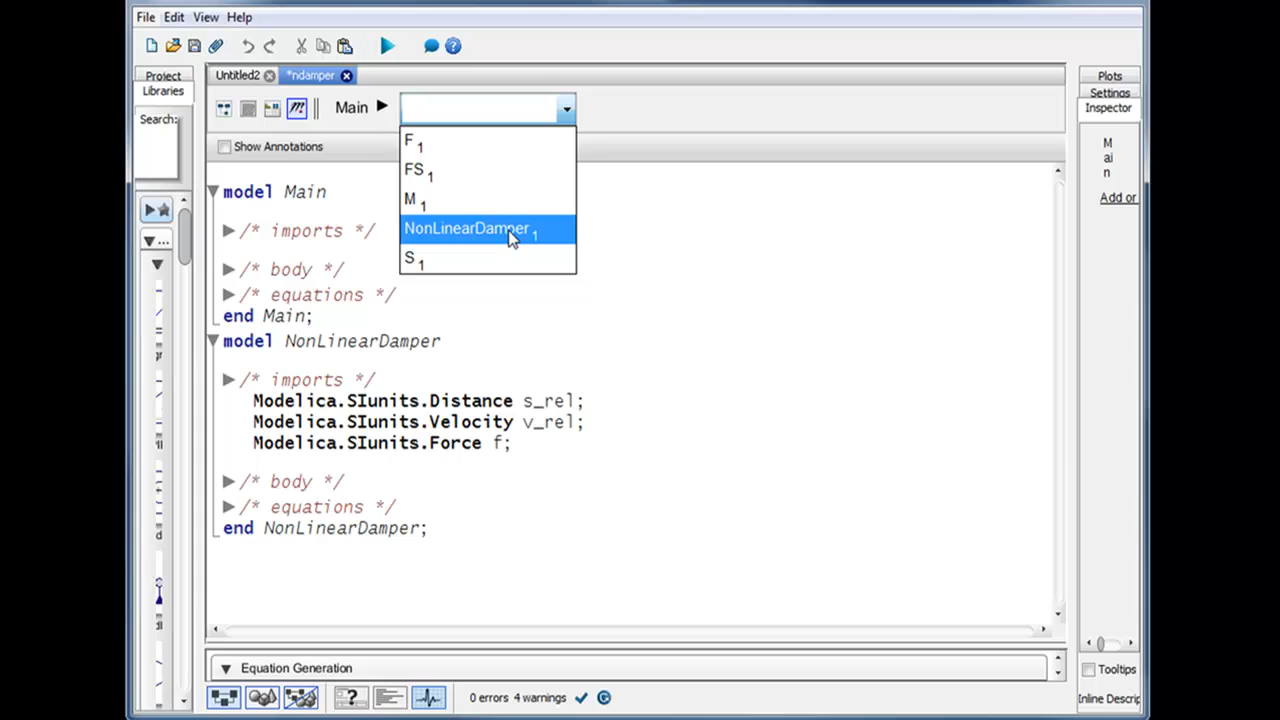 File Edit View Help
Project
Libraries
Search:
Untitled2 *ndamper
Main
F 1
FS 1
M 1
NonLinearDamper 1
S 1
Show Annotations
model Main
/* imports */
/* body */
/* equations */
end Main;
model NonLinearDamper
/* imports */
Modelica.SIunits.Distance s_rel;
Modelica.SIunits.Velocity v_rel;
Modelica.SIunits.Force f;
/* body */
/* equations */
end NonLinearDamper;
Equation Generation
0 errors 4 warnings
Plots
Settings
Inspector
M
ai
n
Add or
Tooltips
Inline Descrip